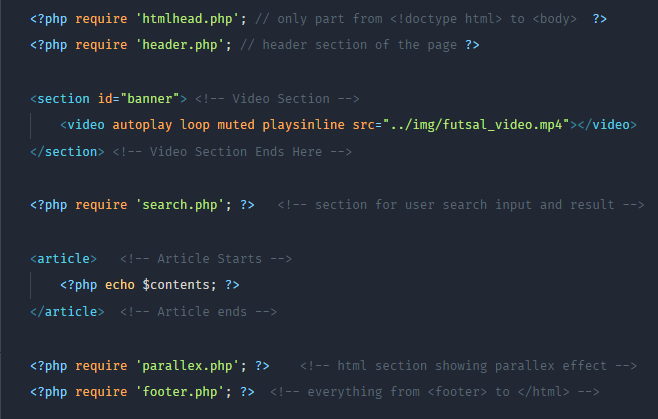 <?php require 'htmlhead.php'; // only part from <!doctype html> to <body>  ?>
<?php require 'header.php'; // header section of the page ?>
<section id="banner"> <!-- Video Section -->
<video autoplay loop muted playsinline src="../img/futsal_video.mp4"></video>
</section> <!-- Video Section Ends Here -->
<?php require 'search.php'; ?>   <!-- section for user search input and result -->
<article>   <!-- Article Starts -->
<?php echo $contents; ?>
</article>  <!-- Article ends -->
<?php require 'parallex.php'; ?>    <!-- html section showing parallex effect -->
<?php require 'footer.php'; ?>  <!-- everything from <footer> to </html> -->